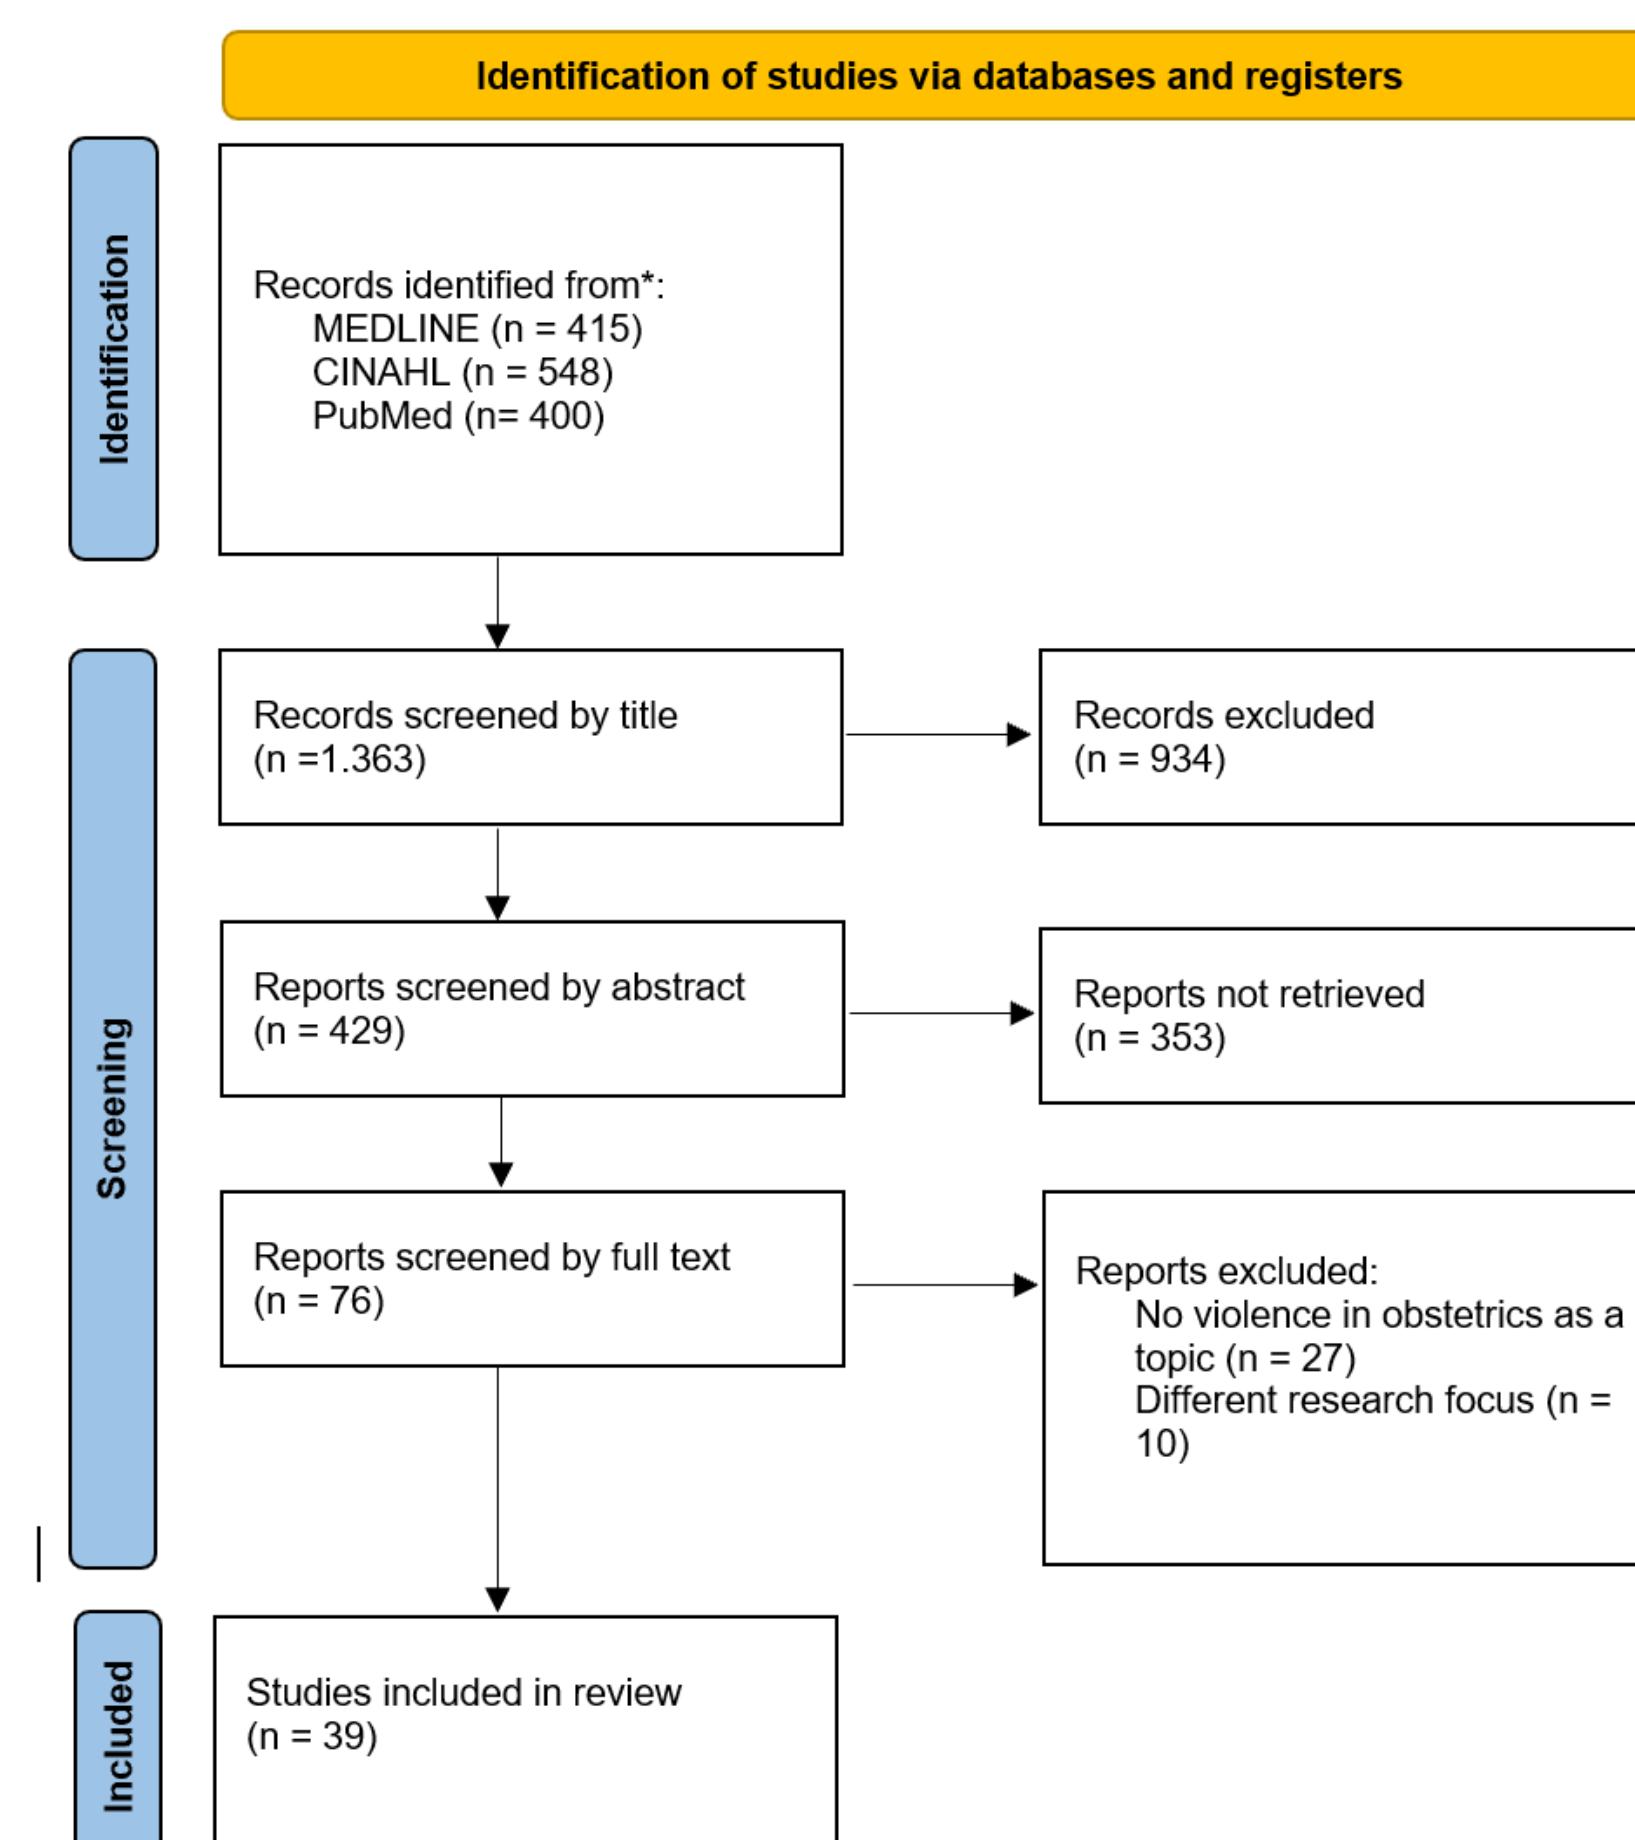 Identification of studies via databases and registers
Identification
Records identified from*:
MEDLINE (n = 415)
CINAHL (n = 548)
PubMed (n= 400)
Screening
Records screened by title
(n =1.363)
Records excluded
(n = 934)
Reports screened by abstract
(n = 429)
Reports not retrieved
(n = 353)
Reports screened by full text
(n = 76)
Reports excluded:
No violence in obstetrics as a
topic (n = 27)
Different research focus (n =
10)
Included
Studies included in review
(n = 39)